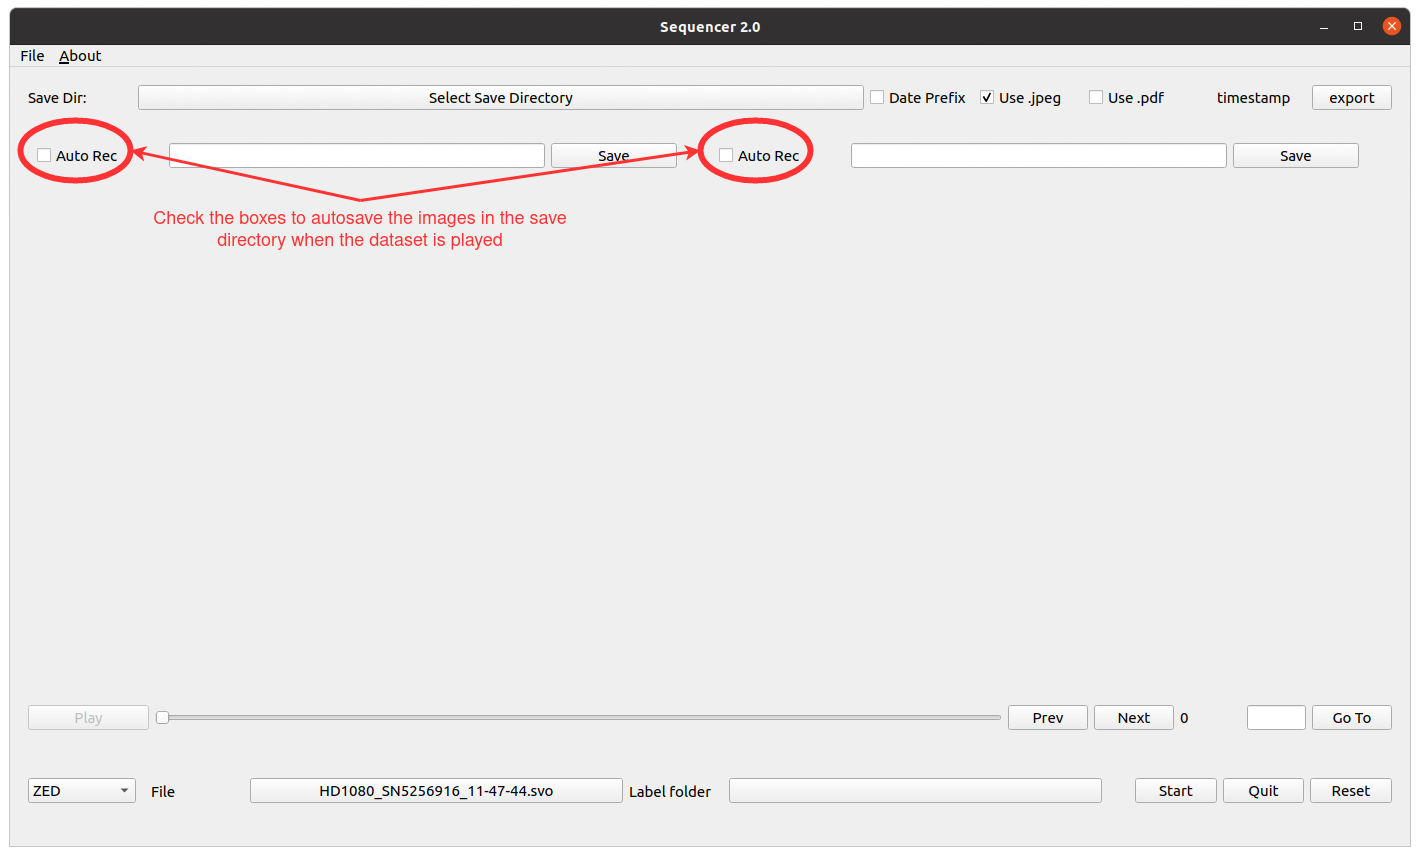 Sequencer 2.0
File About
Save Dir: Select Save Directory Date Prefix Use .jpeg Use .pdf timestamp export
Auto Rec Save Auto Rec Save
Check the boxes to autosave the images in the save
directory when the dataset is played
Play Prev Next 0 Go To
ZED File HD1080_SN5256916_11-47-44.svo Label folder Start Quit Reset